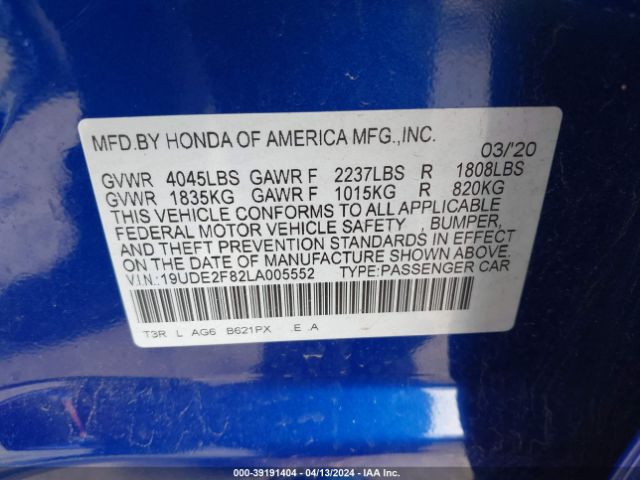 MFD.BY HONDA OF AMERICA MFG.,INC. 03/'20
GVWR 4045LBS GAWR F 2237LBS R 1808LBS
GVWR 1835KG GAWR F 1015KG R 820KG
THIS VEHICLE CONFORMS TO ALL APPLICABLE
FEDERAL MOTOR VEHICLE SAFETY , BUMPER,
AND THEFT PREVENTION STANDARDS IN EFFECT
ON THE DATE OF MANUFACTURE SHOWN ABOVE.
V.I.N.:19UDE2F82LA005552 TYPE:PASSENGER CAR
T3R L AG6 B621PX .E .A
000-39191404 - 04/13/2024 - IAA Inc.